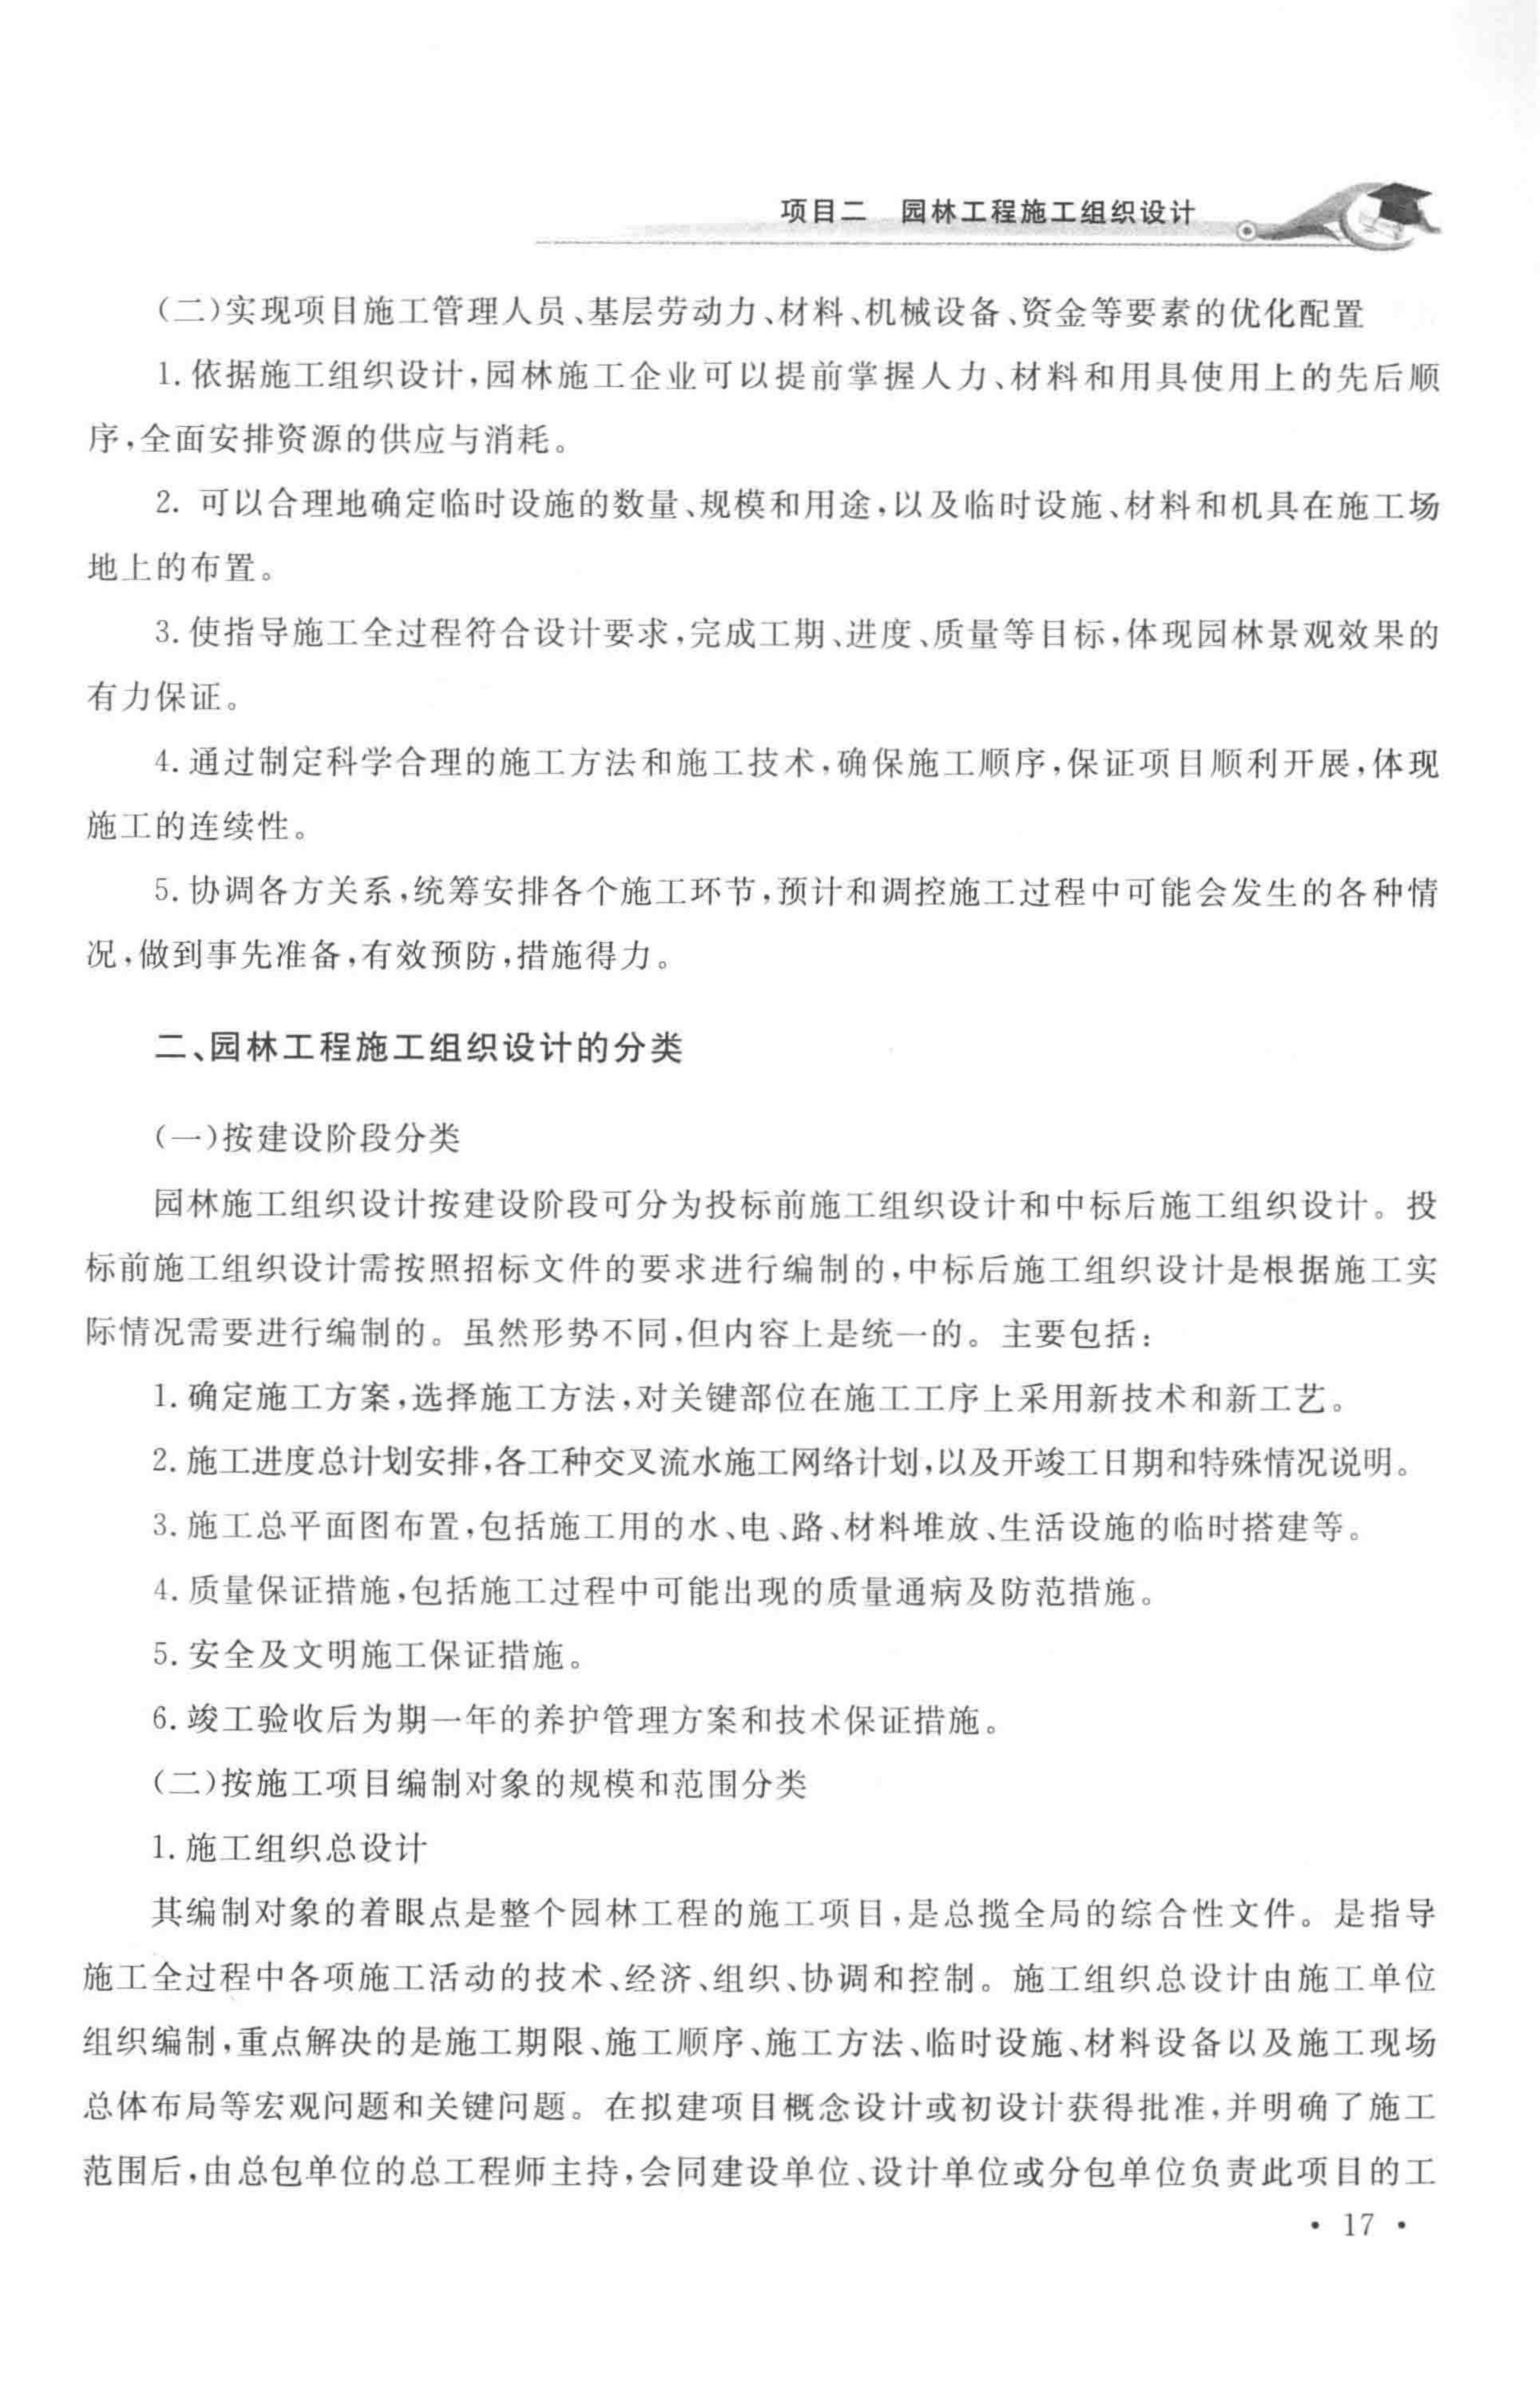 项目二 园林工程施工组织设计
(二)实现项目施工管理人员、基层劳动力、材料、机械设备、资金等要素的优化配置
1.依据施工组织设计,园林施工企业可以提前掌握人力、材料和用具使用上的先后顺
序,全面安排资源的供应与消耗。
2. 可以合理地确定临时设施的数量、规模和用途,以及临时设施、材料和机具在施工场
地上的布置。
3.使指导施工全过程符合设计要求,完成工期、进度、质量等目标,体现园林景观效果的
有力保证。
4.通过制定科学合理的施工方法和施工技术,确保施工顺序,保证项目顺利开展,体现
施工的连续性。
5.协调各方关系,统筹安排各个施工环节,预计和调控施工过程中可能会发生的各种情
况,做到事先准备,有效预防,措施得力。
二、园林工程施工组织设计的分类
(一)按建设阶段分类
园林施工组织设计按建设阶段可分为投标前施工组织设计和中标后施工组织设计。投
标前施工组织设计需按照招标文件的要求进行编制的,中标后施工组织设计是根据施工实
际情况需要进行编制的。虽然形势不同,但内容上是统一的。主要包括:
1.确定施工方案,选择施工方法,对关键部位在施工工序上采用新技术和新工艺。
2.施工进度总计划安排,各工种交叉流水施工网络计划,以及开竣工日期和特殊情况说明。
3.施工总平面图布置,包括施工用的水、电、路、材料堆放、生活设施的临时搭建等。
4.质量保证措施,包括施工过程中可能出现的质量通病及防范措施。
5.安全及文明施工保证措施。
6.竣工验收后为期一年的养护管理方案和技术保证措施。
(二)按施工项目编制对象的规模和范围分类
1.施工组织总设计
其编制对象的着眼点是整个园林工程的施工项目,是总揽全局的综合性文件。是指导
施工全过程中各项施工活动的技术、经济、组织、协调和控制。施工组织总设计由施工单位
组织编制,重点解决的是施工期限、施工顺序、施工方法、临时设施、材料设备以及施工现场
总体布局等宏观问题和关键问题。在拟建项目概念设计或初设计获得批准,并明确了施工
范围后,由总包单位的总工程师主持,会同建设单位、设计单位或分包单位负责此项目的工
• 17 •